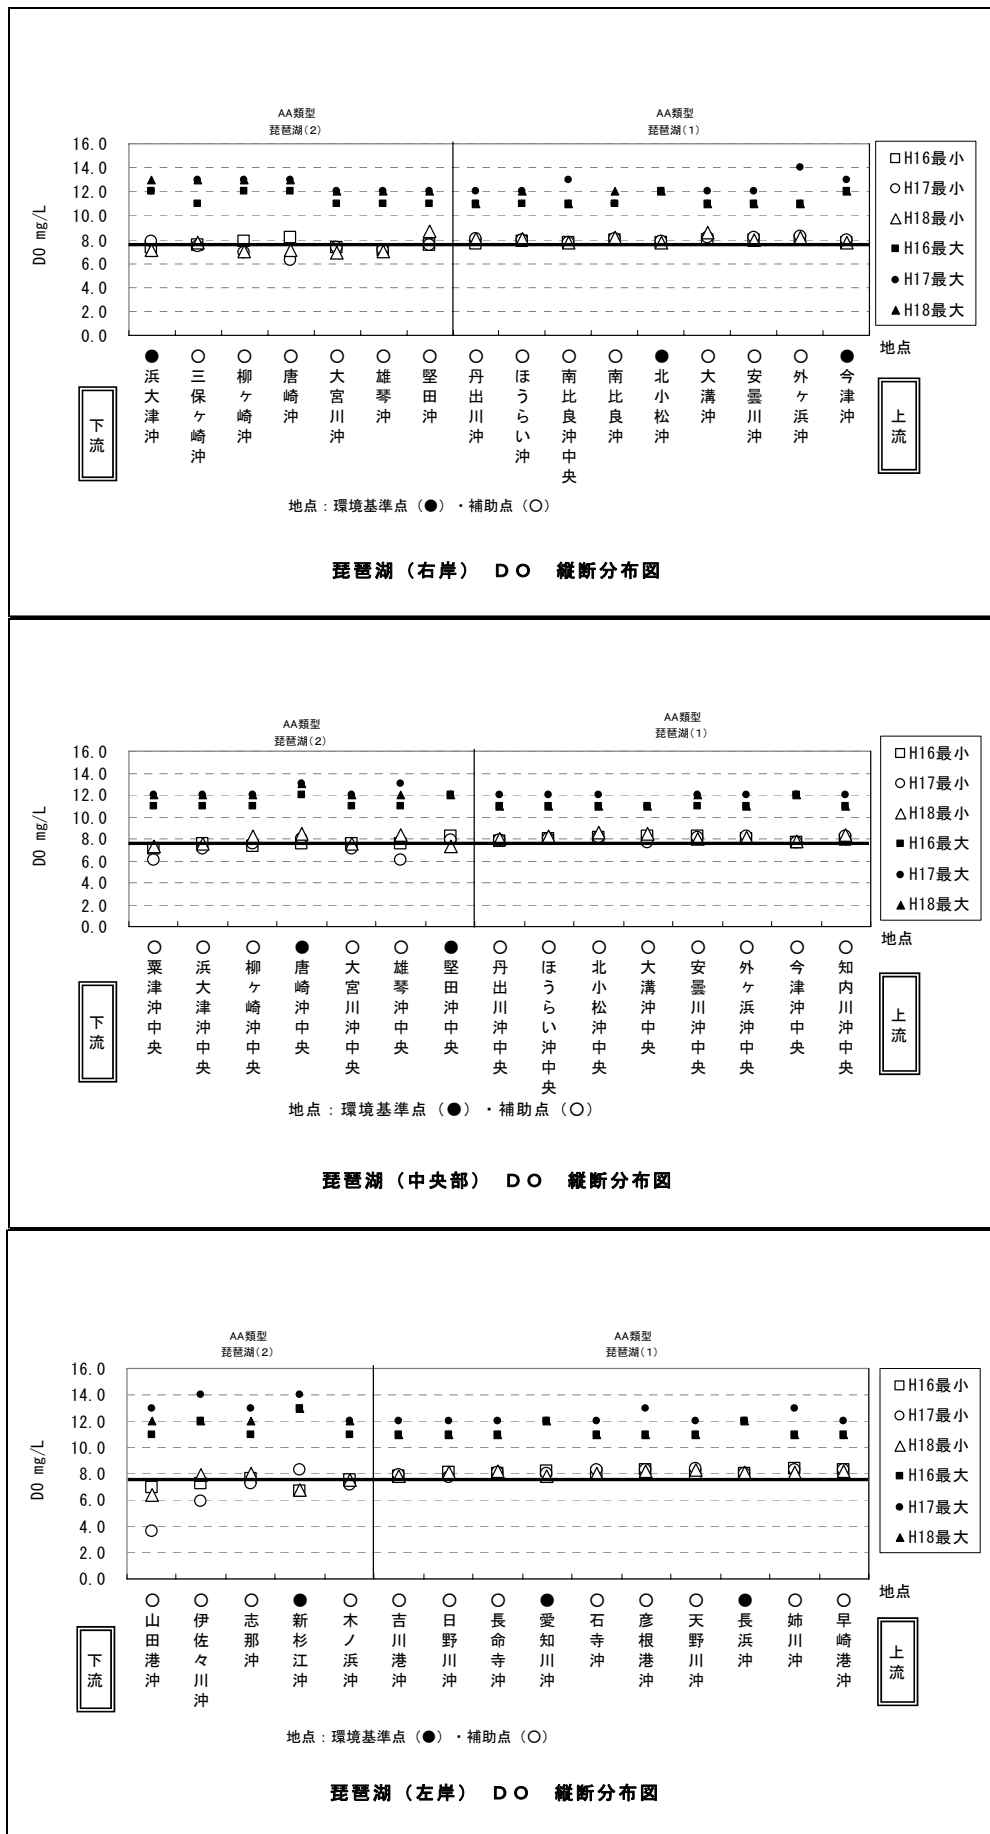 AA類型
琵琶湖(2)
AA類型
琵琶湖(1)
DO mg/L
16.0
14.0
12.0
10.0
8.0
6.0
4.0
2.0
0.0
□H16最小
○H17最小
△H18最小
■H16最大
●H17最大
▲H18最大
地点
● 浜大津沖
○ 三保ヶ崎沖
○ 柳ヶ崎沖
○ 唐崎沖
○ 大宮川沖
○ 雄琴沖
○ 堅田沖
○ 丹出川沖
○ ほうらい沖
○ 南比良沖中央
○ 南比良沖
● 北小松沖
○ 大溝沖
○ 安曇川沖
○ 外ヶ浜沖
● 今津沖
下流
上流
地点：環境基準点（●）・補助点（○）
琵琶湖（右岸） ＤＯ 縦断分布図
AA類型
琵琶湖(2)
AA類型
琵琶湖(1)
DO mg/L
16.0
14.0
12.0
10.0
8.0
6.0
4.0
2.0
0.0
□H16最小
○H17最小
△H18最小
■H16最大
●H17最大
▲H18最大
地点
○ 粟津沖中央
○ 浜大津沖中央
○ 柳ヶ崎沖中央
● 唐崎沖中央
○ 大宮川沖中央
○ 雄琴沖中央
● 堅田沖中央
○ 丹出川沖中央
○ ほうらい沖中央
○ 北小松沖中央
○ 大溝沖中央
○ 安曇川沖中央
○ 外ヶ浜沖中央
○ 今津沖中央
○ 知内川沖中央
下流
上流
地点：環境基準点（●）・補助点（○）
琵琶湖（中央部） ＤＯ 縦断分布図
AA類型
琵琶湖(2)
AA類型
琵琶湖(1)
DO mg/L
16.0
14.0
12.0
10.0
8.0
6.0
4.0
2.0
0.0
□H16最小
○H17最小
△H18最小
■H16最大
●H17最大
▲H18最大
地点
○ 山田港沖
○ 伊佐々川沖
○ 志那沖
● 新杉江沖
○ 木ノ浜沖
○ 吉川港沖
○ 日野川沖
○ 長命寺沖
● 愛知川沖
○ 石寺沖
○ 彦根港沖
○ 天野川沖
● 長浜沖
○ 姉川沖
○ 早崎港沖
下流
上流
地点：環境基準点（●）・補助点（○）
琵琶湖（左岸） ＤＯ 縦断分布図